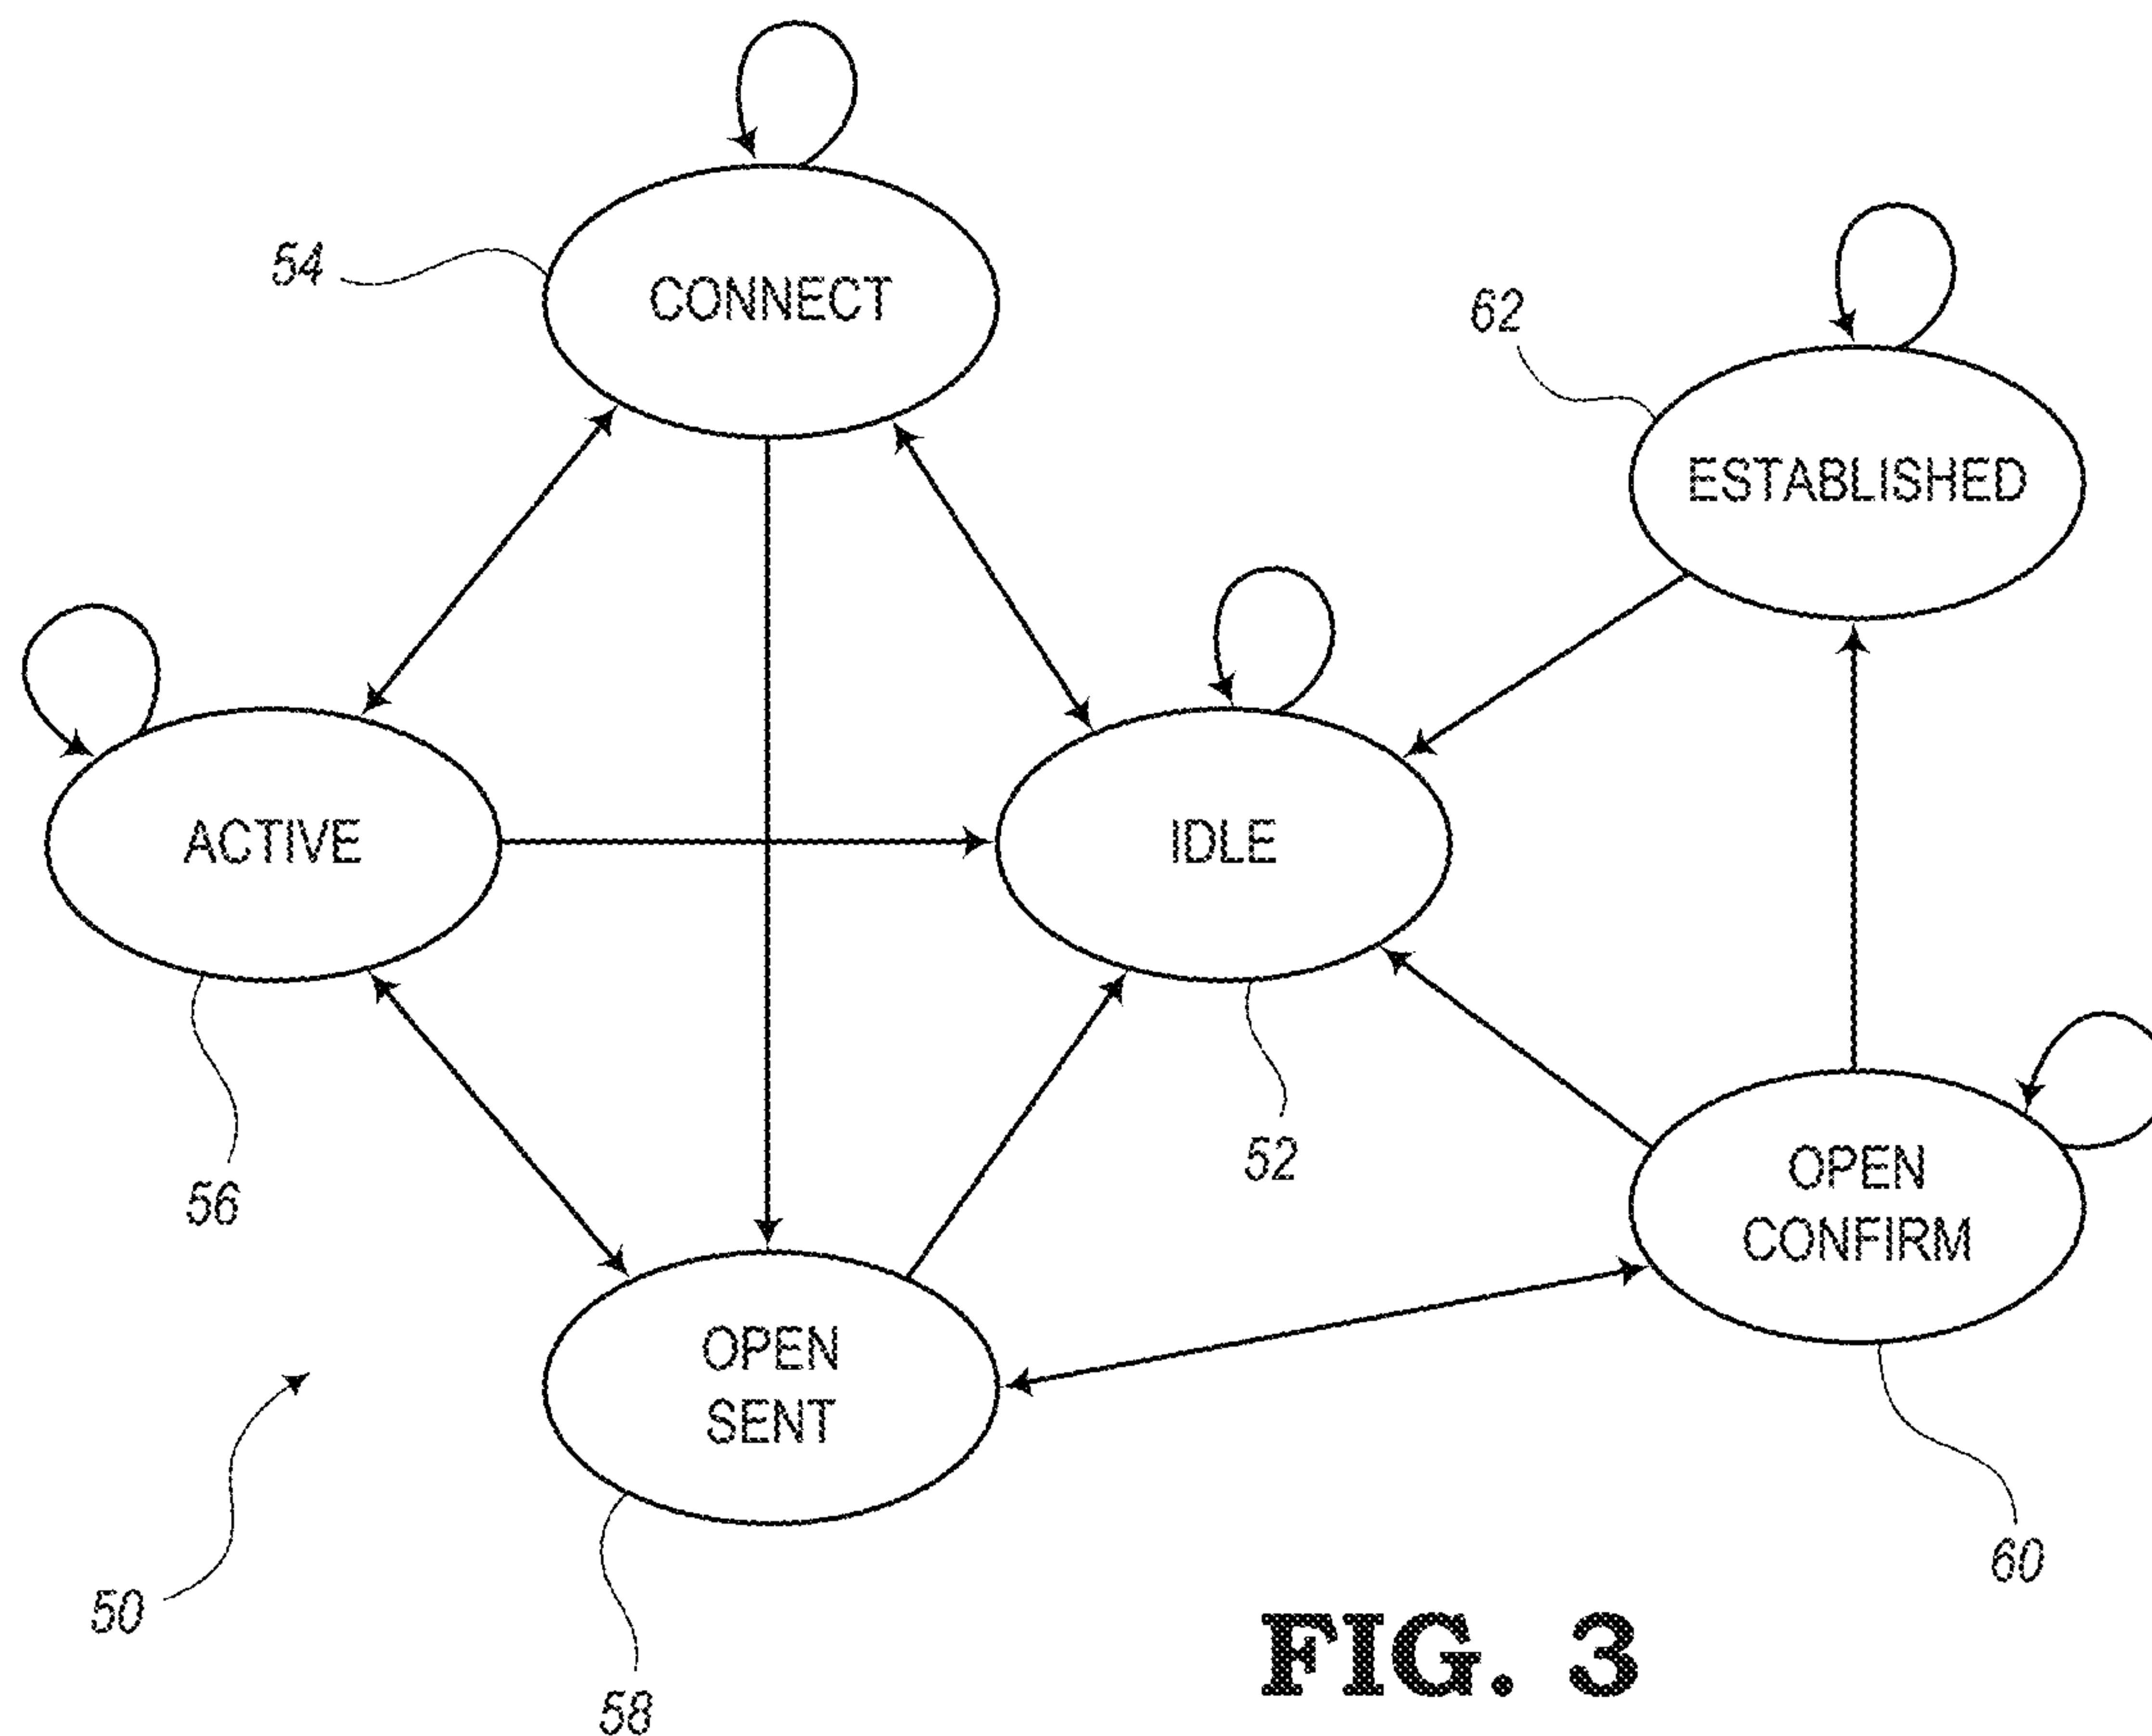 54
CONNECT
62
ESTABLISHED
ACTIVE
IDLE
56
52
OPEN
CONFIRM
OPEN
SENT
50
58
60
FIG. 3